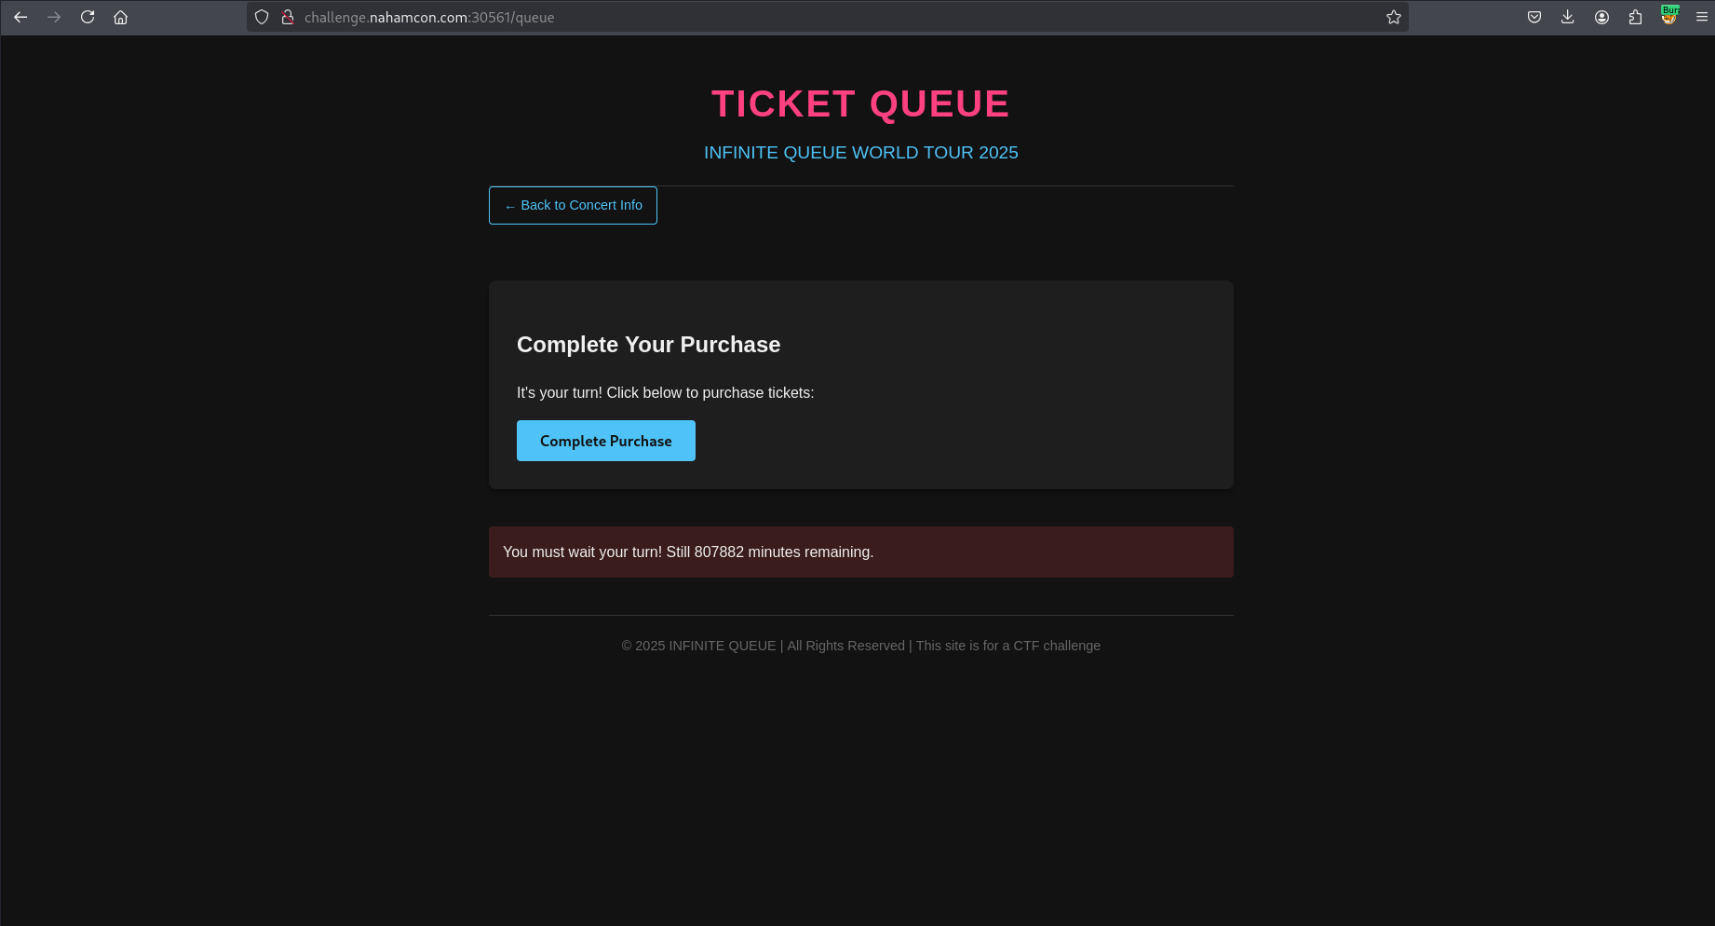 challenge.nahamcon.com:30561/queue
TICKET QUEUE
INFINITE QUEUE WORLD TOUR 2025
← Back to Concert Info
Complete Your Purchase
It's your turn! Click below to purchase tickets:
Complete Purchase
You must wait your turn! Still 807882 minutes remaining.
© 2025 INFINITE QUEUE | All Rights Reserved | This site is for a CTF challenge